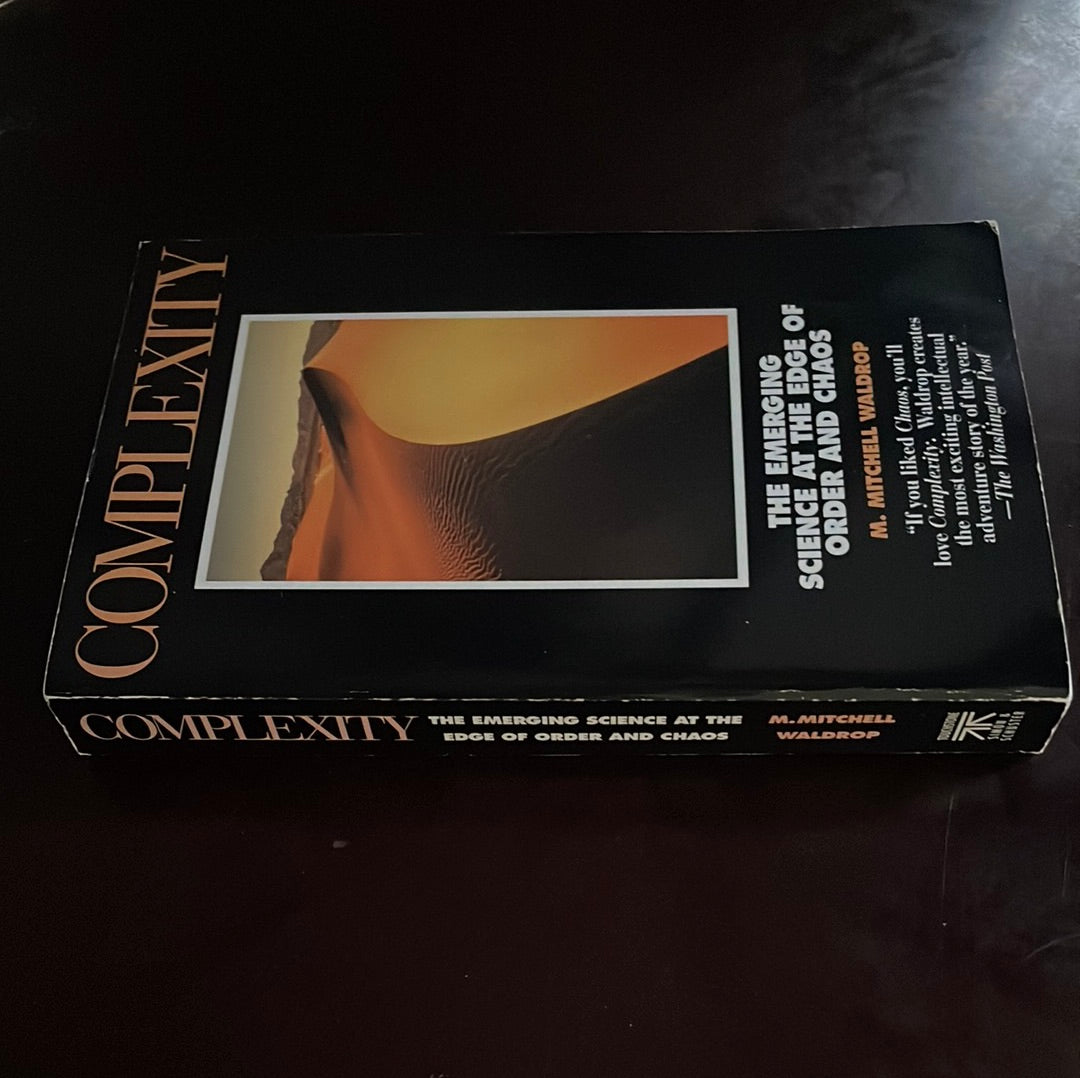 COMPLEXITY
THE EMERGING
SCIENCE AT THE EDGE OF
ORDER AND CHAOS
M. MITCHELL WALDROP
“If you liked Chaos, you’ll
love Complexity. Waldrop creates
the most exciting intellectual
adventure story of the year.”
—The Washington Post
COMPLEXITY
THE EMERGING SCIENCE AT THE
EDGE OF ORDER AND CHAOS
M. MITCHELL
WALDROP
TOUCHSTONE
SIMON &
SCHUSTER